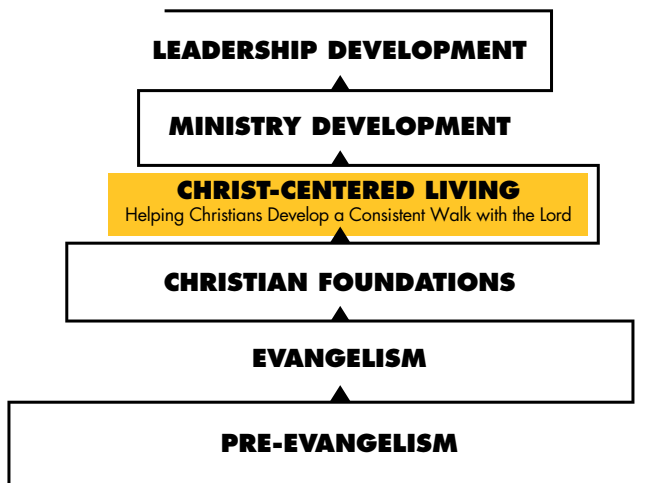 LEADERSHIP DEVELOPMENT
MINISTRY DEVELOPMENT
CHRIST-CENTERED LIVING
Helping Christians Develop a Consistent Walk with the Lord
CHRISTIAN FOUNDATIONS
EVANGELISM
PRE-EVANGELISM